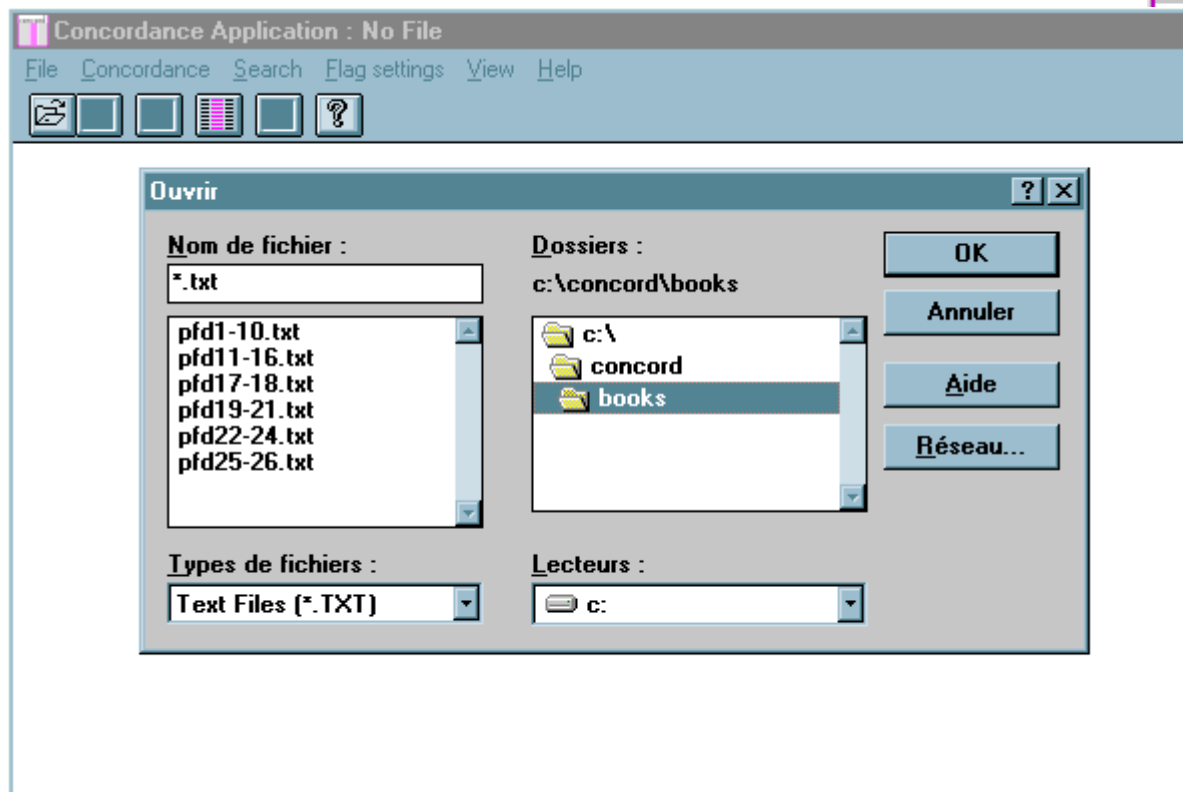 Concordance Application : No File
File Concordance Search Flag settings View Help
Ouvrir
Nom de fichier :
*.txt
pfd1-10.txt
pfd11-16.txt
pfd17-18.txt
pfd19-21.txt
pfd22-24.txt
pfd25-26.txt
Types de fichiers :
Text Files (*.TXT)
Dossiers :
c:\concord\books
c:\
concord
books
Lecteurs :
c:
OK
Annuler
Aide
Réseau...